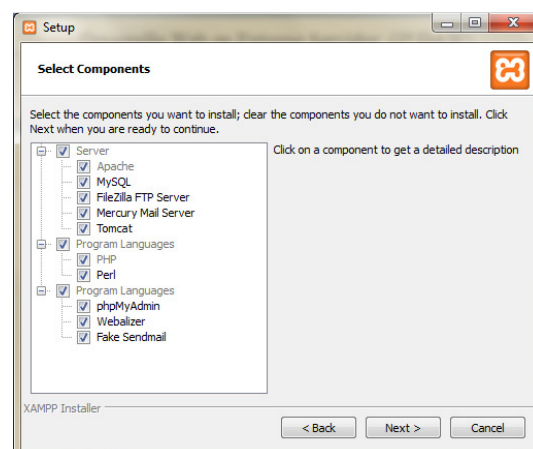 Setup
Select Components
Select the components you want to install; clear the components you do not want to install. Click
Next when you are ready to continue.
Server
Apache
MySQL
FileZilla FTP Server
Mercury Mail Server
Tomcat
Program Languages
PHP
Perl
Program Languages
phpMyAdmin
Webalizer
Fake Sendmail
Click on a component to get a detailed description
XAMPP Installer
< Back
Next >
Cancel